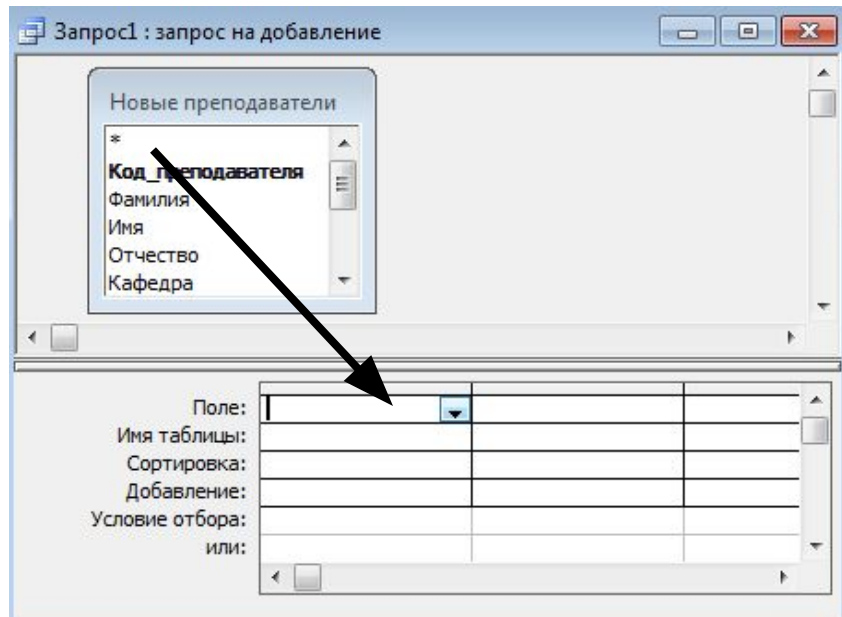 Запрос1 : запрос на добавление
Новые преподаватели
*
Код_преподавателя
Фамилия
Имя
Отчество
Кафедра
Поле:
Имя таблицы:
Сортировка:
Добавление:
Условие отбора:
или: